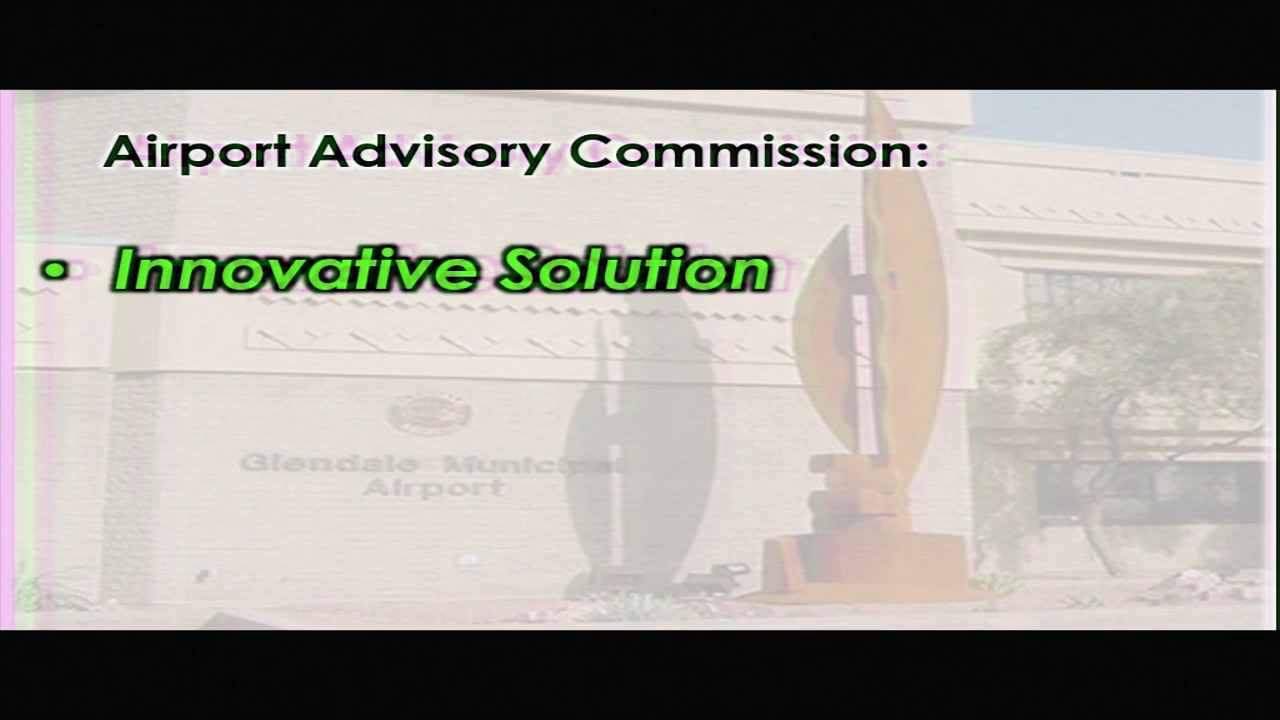 Airport Advisory Commission:
• Innovative Solution
Glendale Municipal
Airport